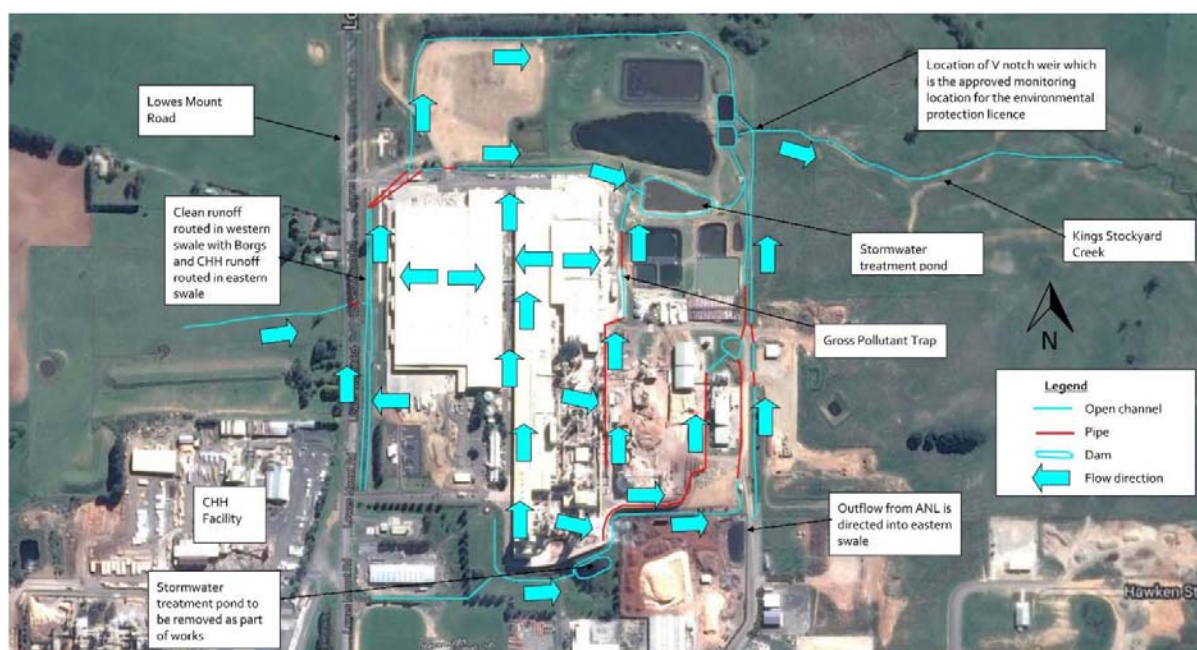 Lo
Lowes Mount
Road
Location of V notch weir which
is the approved monitoring
location for the environmental
protection licence
Clean runoff
routed in western
swale with Borgs
and CHH runoff
routed in eastern
swale
Stormwater
treatment pond
Kings Stockyard
Creek
Gross Pollutant Trap
N
Legend
Open channel
Pipe
Dam
Flow direction
CHH
Facility
Outflow from ANL is
directed into eastern
swale
Stormwater
treatment pond to
be removed as part
of works
Hawken St